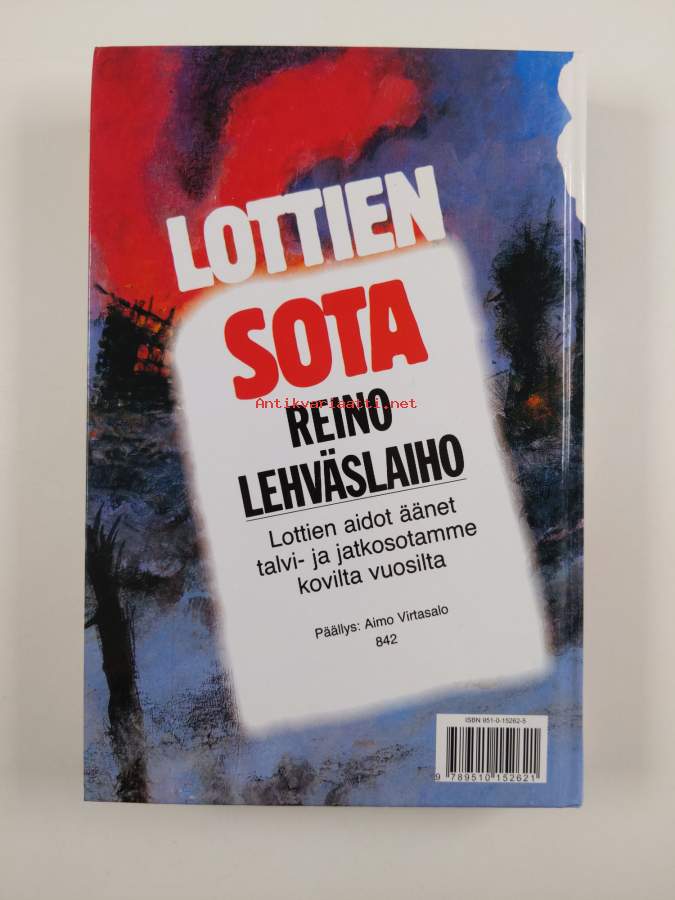 LOTTIEN
SOTA
Antikvariaatti.net
REINO
LEHVÄSLAIHO
Lottien aidot äänet
talvi- ja jatkosotamme
kovilta vuosilta
Päällys: Aimo Virtasalo
842
ISBN 951-0-15262-5
9 789510 152621